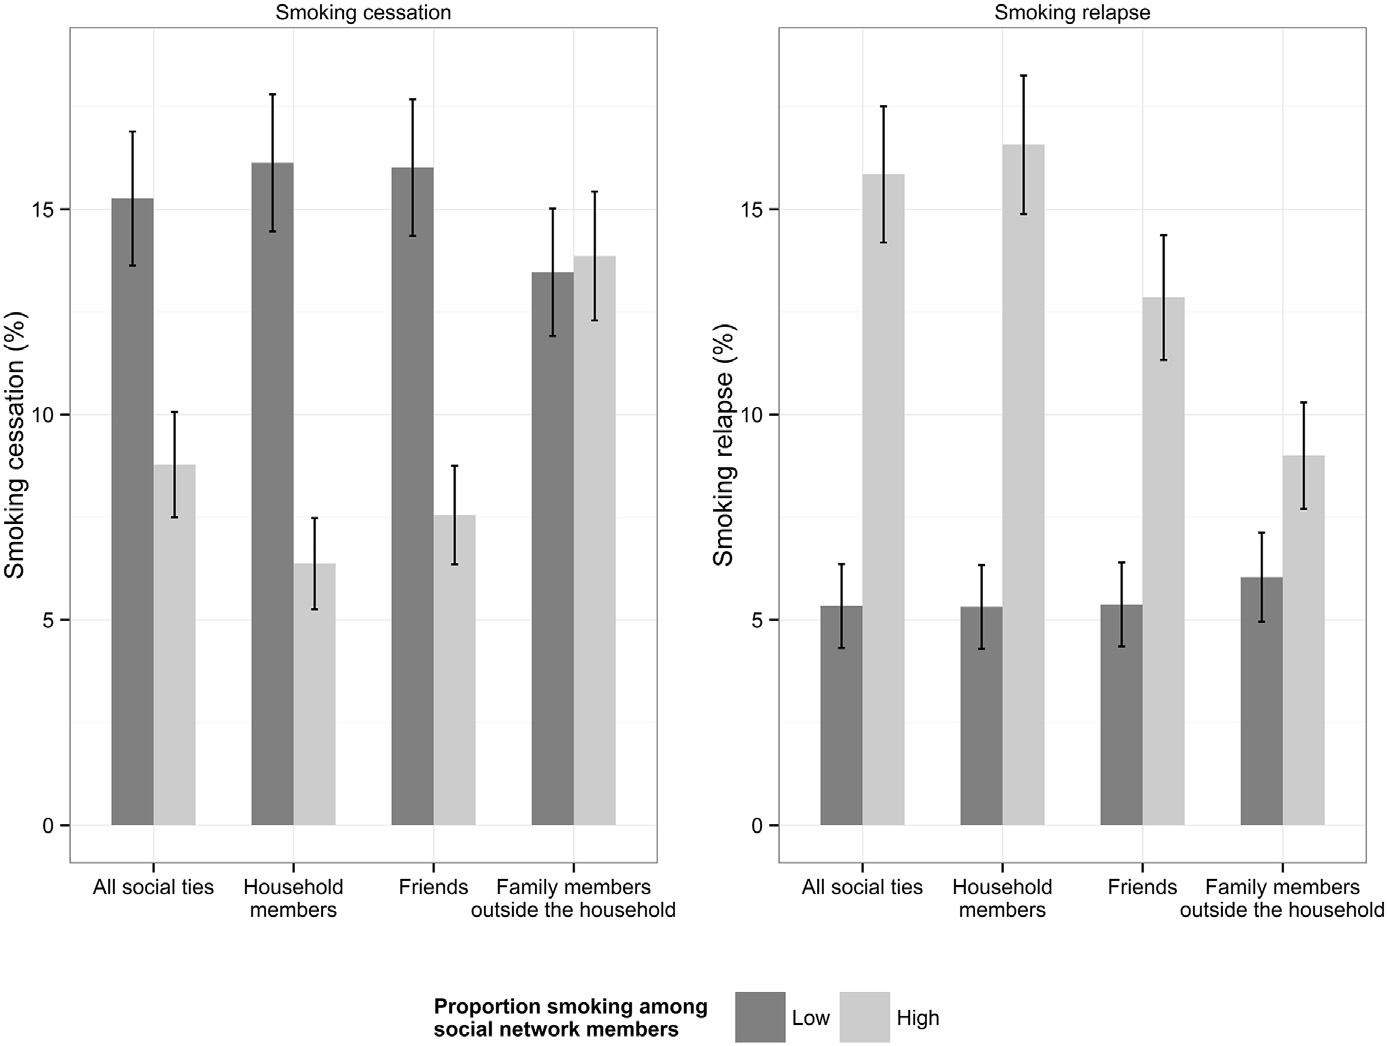 Smoking cessation
Smoking cessation (%)
15
10
5
0
All social ties
Household
members
Friends
Family members
outside the household
Smoking relapse
Smoking relapse (%)
15
10
5
0
All social ties
Household
members
Friends
Family members
outside the household
Proportion smoking among
social network members
Low
High